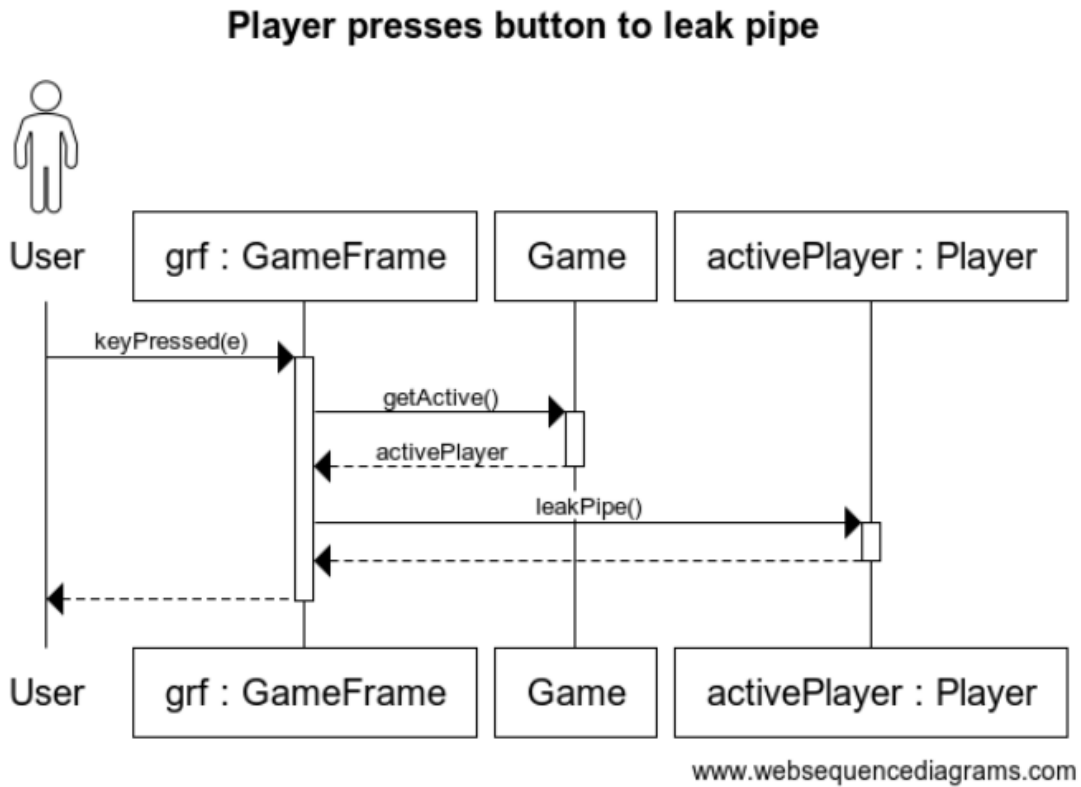 Player presses button to leak pipe
User
grf : GameFrame
Game
activePlayer : Player
keyPressed(e)
getActive()
activePlayer
leakPipe()
User
grf : GameFrame
Game
activePlayer : Player
www.websequencediagrams.com